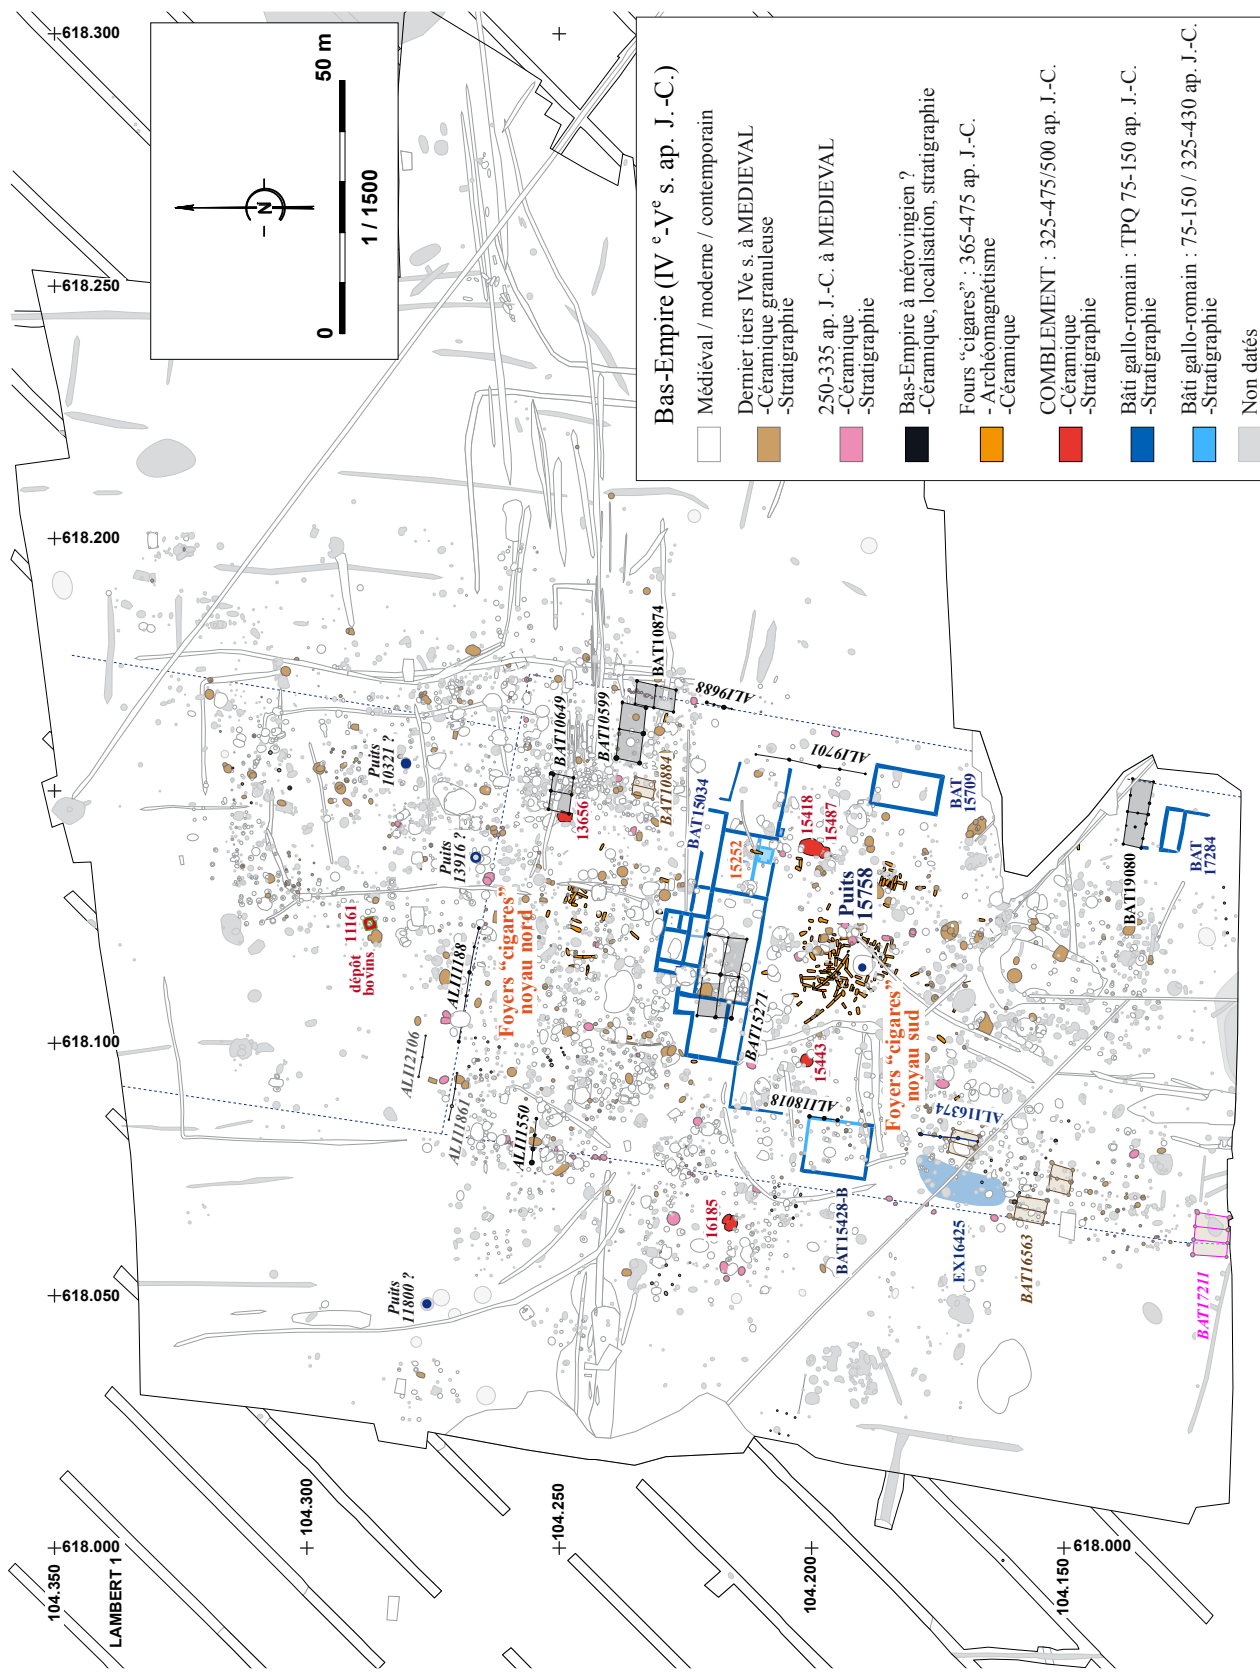 Bas-Empire (IVe-Ve s. ap. J.-C.)
Médiéval / moderne / contemporain
Dernier tiers IVe s. à MEDIEVAL
-Céramique granuleuse
-Stratigraphie
250-335 ap. J.-C. à MEDIEVAL
-Céramique
-Stratigraphie
Bas-Empire à mérovingien ?
-Céramique, localisation, stratigraphie
Fours “cigares” : 365-475 ap. J.-C.
- Archéomagnétisme
-Céramique
COMBLEMENT : 325-475/500 ap. J.-C.
-Céramique
-Stratigraphie
Bâti gallo-romain : TPQ 75-150 ap. J.-C.
-Stratigraphie
Bâti gallo-romain : 75-150 / 325-430 ap. J.-C.
-Stratigraphie
Non datés
N
0
50 m
1 / 1500
618.300
618.250
618.200
618.100
618.050
618.000
104.350
LAMBERT 1
104.300
104.250
104.200
104.150
618.000
Puits
10321 ?
Puits
13916 ?
11161
dépôt
bovins
ALI11188
ALI12106
ALI11861
ALI11550
Puits
11800 ?
Foyers “cigares”
noyau nord
BAT10649
13656
BAT10599
BAT10874
BAT10884
ALI9688
BAT15034
ALI9701
15252
15418
15487
BAT
15709
Puits
15758
BAT15271
15443
Foyers “cigares”
noyau sud
ALI18018
16185
BAT15428-B
ALI16374
EX16425
BAT16563
BAT17211
BAT9080
BAT
17284